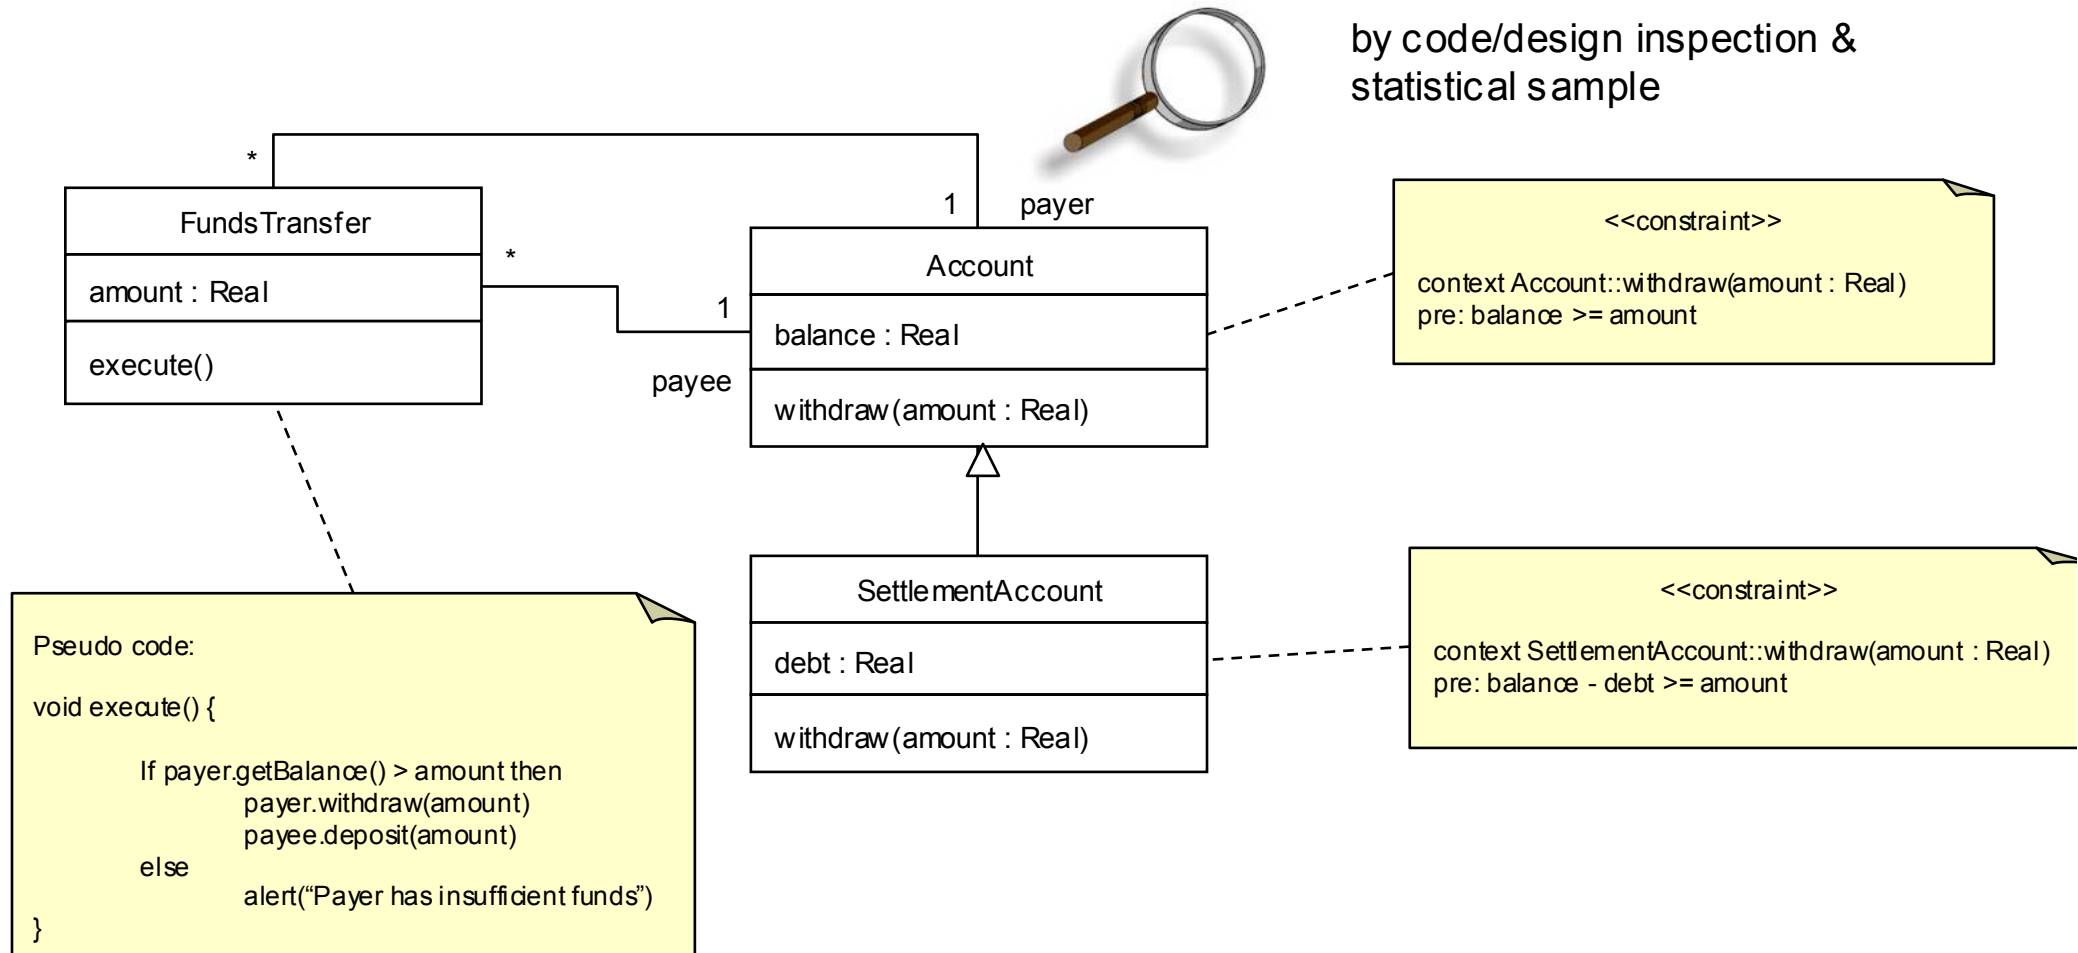 by code/design inspection &
statistical sample
*
1 payer
FundsTransfer
amount : Real
execute()
*
1
payee
Account
balance : Real
withdraw(amount : Real)
<<constraint>>
context Account::withdraw(amount : Real)
pre: balance >= amount
SettlementAccount
debt : Real
withdraw(amount : Real)
<<constraint>>
context SettlementAccount::withdraw(amount : Real)
pre: balance - debt >= amount
Pseudo code:
void execute() {
If payer.getBalance() > amount then
payer.withdraw(amount)
payee.deposit(amount)
else
alert(“Payer has insufficient funds”)
}